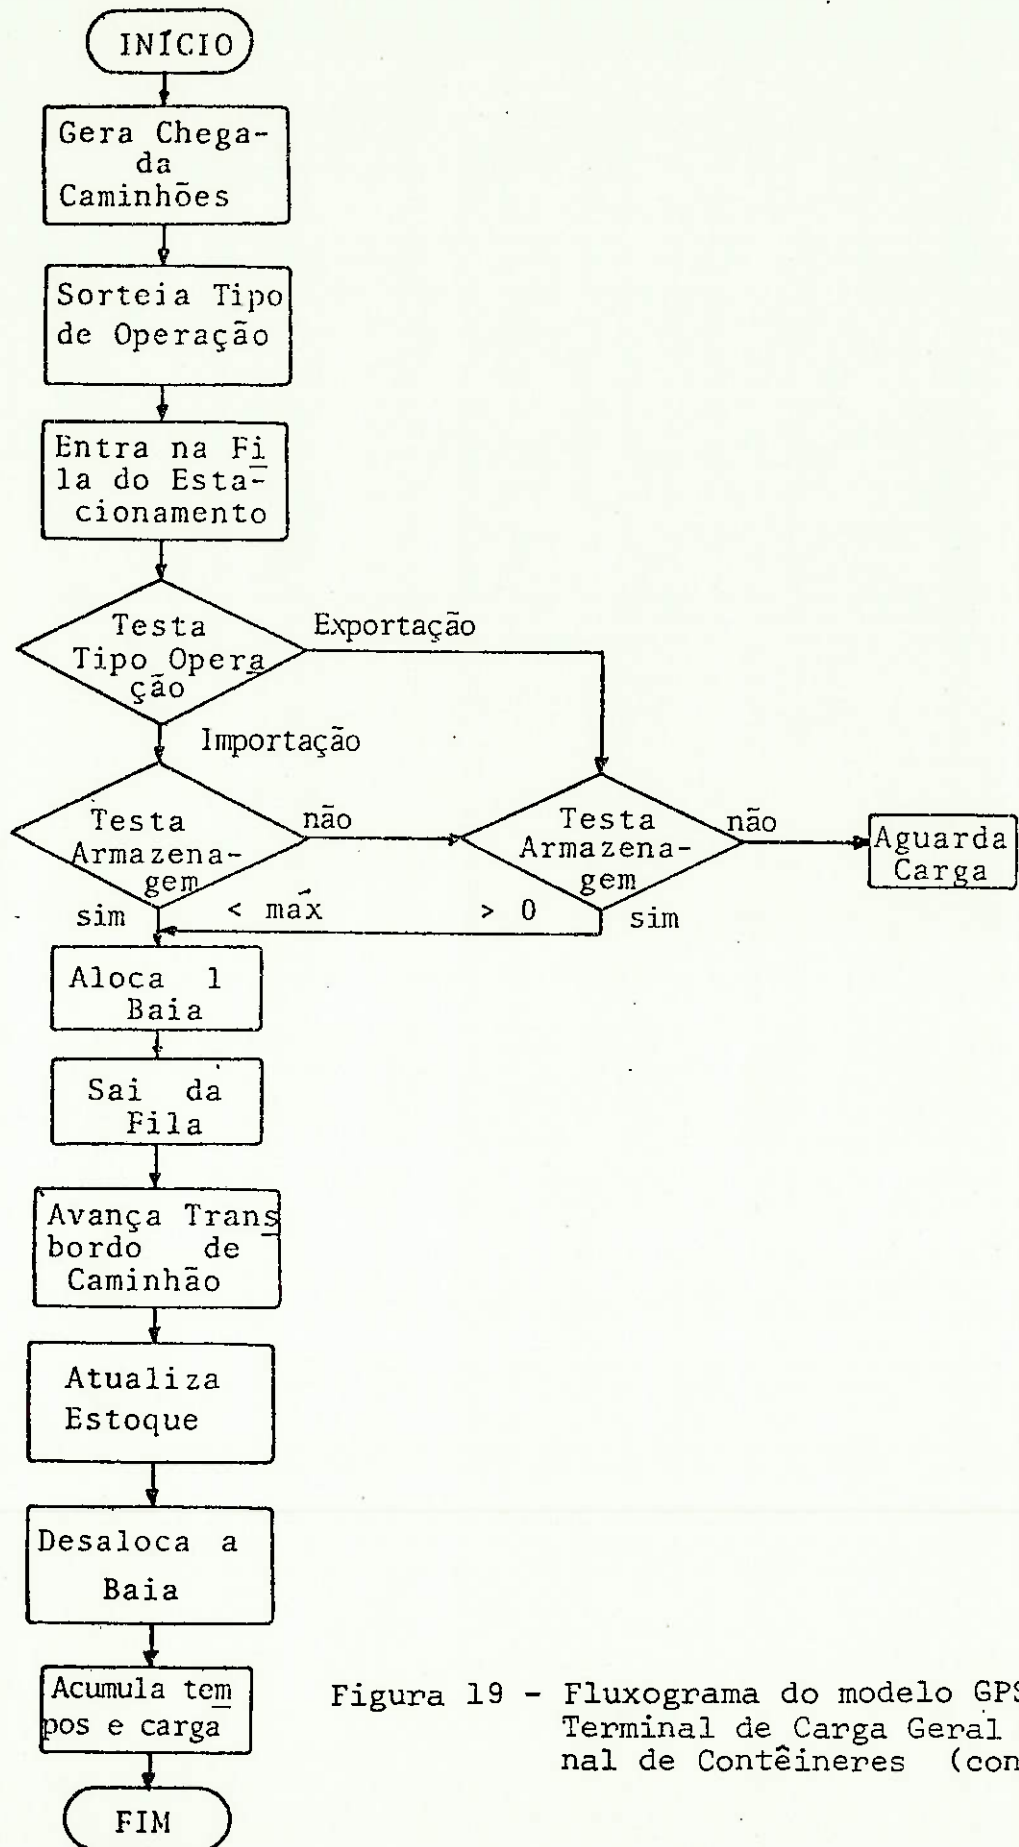 INÍCIO
Gera Chega-
da
Caminhões
Sorteia Tipo
de Operação
Entra na Fi
la do Esta-
cionamento
Testa
Tipo Opera
ção
Exportação
Importação
Testa
Armazena-
gem
não
Testa
Armazena-
gem
não
Aguarda
Carga
sim
< máx
> 0
sim
Aloca 1
Baia
Sai da
Fila
Avança Trans
bordo de
Caminhão
Atualiza
Estoque
Desaloca a
Baia
Acumula tem
pos e carga
FIM
Figura 19 - Fluxograma do modelo GPS
Terminal de Carga Geral
nal de Contêineres (con